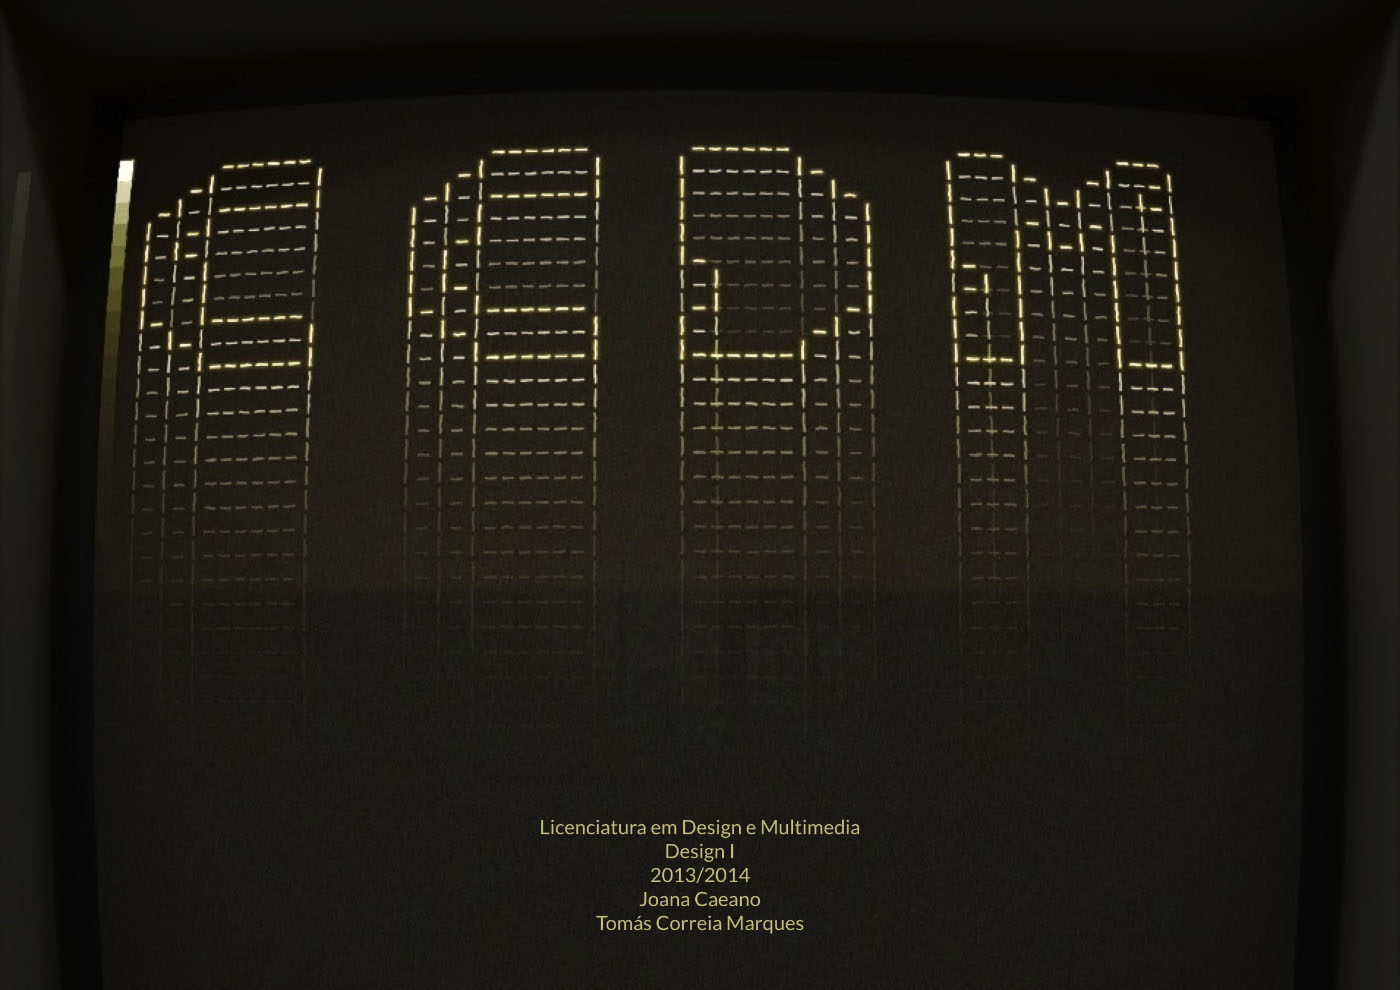 Licenciatura em Design e Multimedia
Design I
2013/2014
Joana Caeano
Tomás Correia Marques